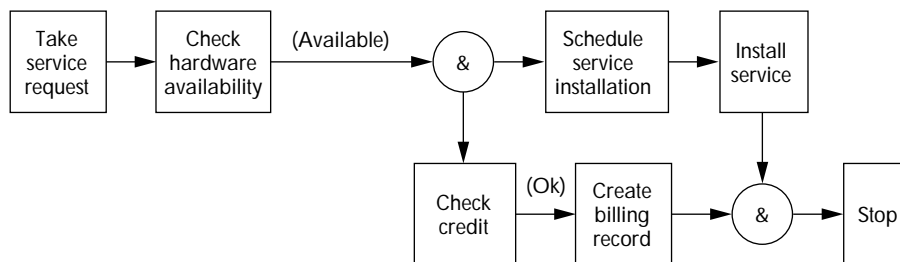 Take
service
request
Check
hardware
availability
(Available)
&
Schedule
service
installation
Install
service
Check
credit
(Ok)
Create
billing
record
&
Stop